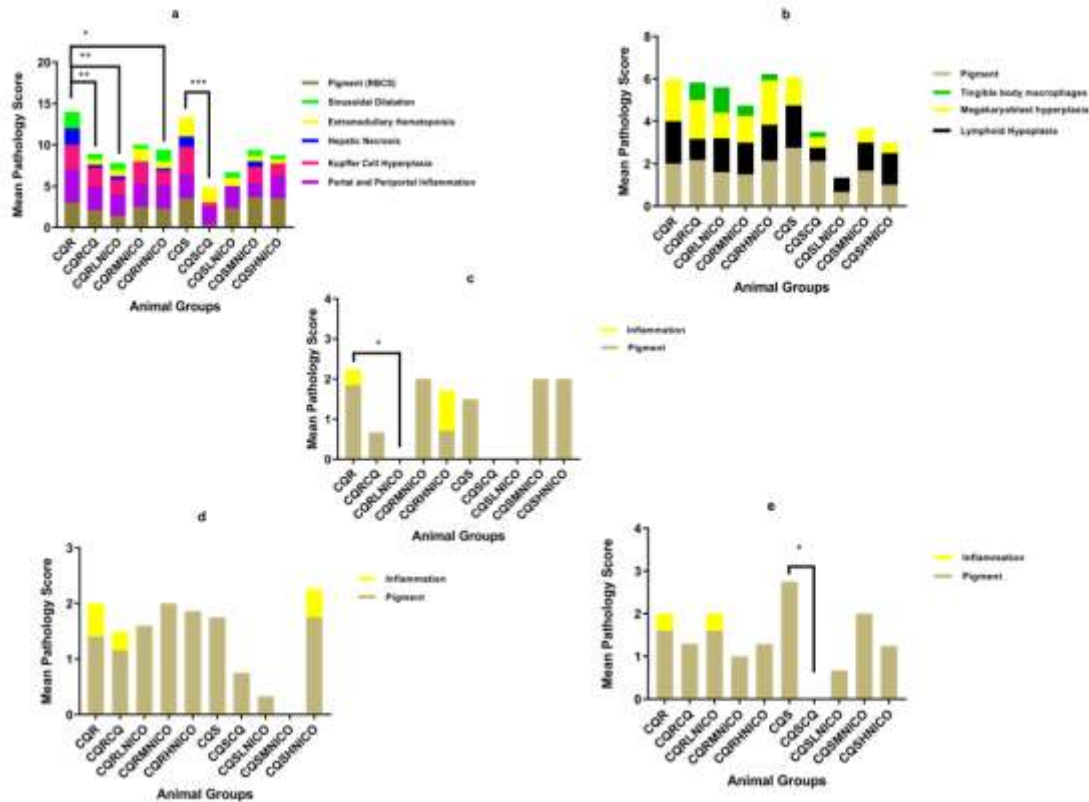 a
Mean Pathology Score
20
15
10
5
0
*
**
**
***
CQR
CQRCQ
CQRLNICO
CQRMNICO
CQRHNICO
CQS
CQSCQ
CQSLNICO
CQSMNICO
CQSHNICO
Animal Groups
Pigment (RBCS)
Sinusoidal Dilatation
Hepatic Necrosis
Kupffer Cell Hyperplasia
Portal and Periportal Inflammation
b
Mean Pathology Score
8
6
4
2
0
CQR
CQRCQ
CQRLNICO
CQRMNICO
CQRHNICO
CQS
CQSCQ
CQSLNICO
CQSMNICO
CQSHNICO
Animal Groups
Pigment
Tingible body macrophages
Megakaryoblast hyperplasia
Lymphoid Hypoplasia
c
Mean Pathology Score
4
3
2
1
0
*
CQR
CQRCQ
CQRLNICO
CQRMNICO
CQRHNICO
CQS
CQSCQ
CQSLNICO
CQSMNICO
CQSHNICO
Animal Groups
Inflammation
Pigment
d
Mean Pathology Score
3
2
1
0
CQR
CQRCQ
CQRLNICO
CQRMNICO
CQRHNICO
CQS
CQSCQ
CQSLNICO
CQSMNICO
CQSHNICO
Animal Groups
Inflammation
Pigment
e
Mean Pathology Score
4
3
2
1
0
*
CQR
CQRCQ
CQRLNICO
CQRMNICO
CQRHNICO
CQS
CQSCQ
CQSLNICO
CQSMNICO
CQSHNICO
Animal Groups
Inflammation
Pigment